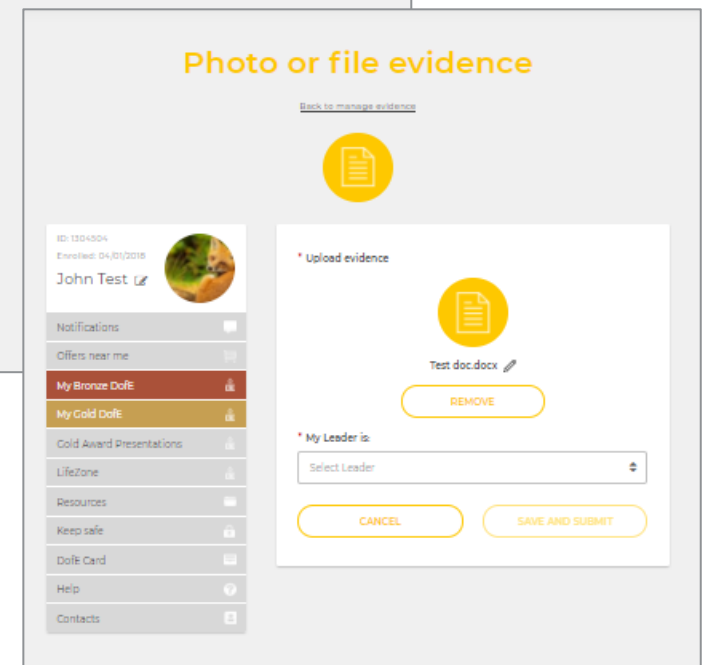 Photo or file evidence
Back to manage evidence
ID: 1304504
Enrolled: 04/01/2018
John Test
Notifications
Offers near me
My Bronze DofE
My Gold DofE
Gold Award Presentations
LifeZone
Resources
Keep safe
DofE Card
Help
Contacts
* Upload evidence
Test doc.docx
REMOVE
* My Leader is:
Select Leader
CANCEL
SAVE AND SUBMIT